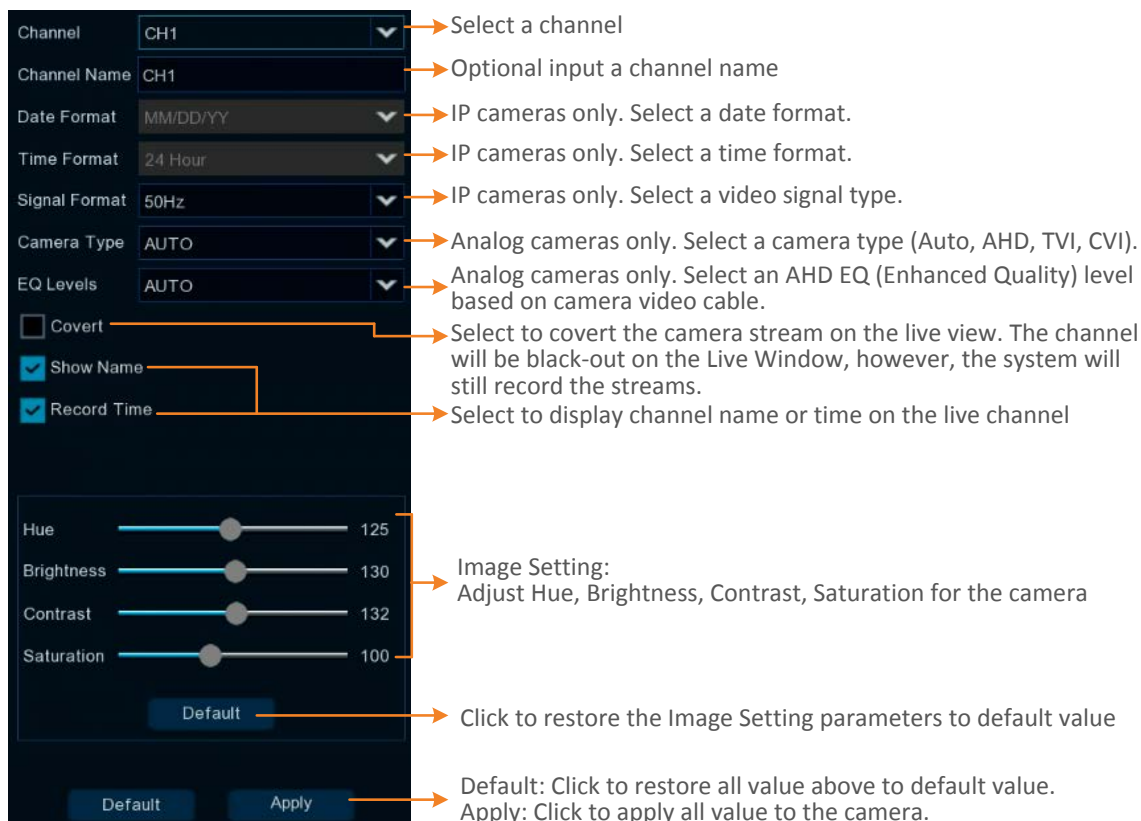 Channel CH1 Select a channel
Channel Name CH1 Optional input a channel name
Date Format MM/DD/YY IP cameras only. Select a date format.
Time Format 24 Hour IP cameras only. Select a time format.
Signal Format 50Hz IP cameras only. Select a video signal type.
Camera Type AUTO Analog cameras only. Select a camera type (Auto, AHD, TVI, CVI).
EQ Levels AUTO Analog cameras only. Select an AHD EQ (Enhanced Quality) level
based on camera video cable.
Covert Select to covert the camera stream on the live view. The channel
will be black-out on the Live Window, however, the system will
still record the streams.
Show Name
Record Time Select to display channel name or time on the live channel
Hue 125
Brightness 130
Contrast 132
Saturation 100
Image Setting:
Adjust Hue, Brightness, Contrast, Saturation for the camera
Default Click to restore the Image Setting parameters to default value
Default Apply Default: Click to restore all value above to default value.
Apply: Click to apply all value to the camera.